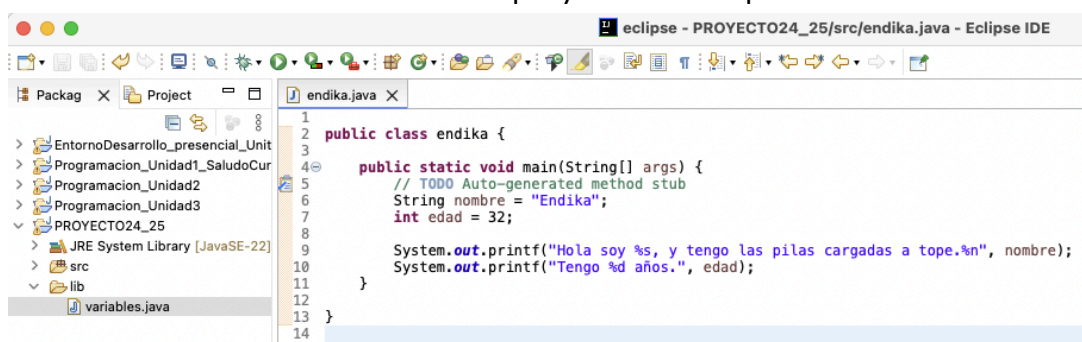 eclipse - PROYECTO24_25/src/endika.java - Eclipse IDE
Packag
Project
endika.java
EntornoDesarrollo_presencial_Unit
Programacion_Unidad1_SaludoCur
Programacion_Unidad2
Programacion_Unidad3
PROYECTO24_25
JRE System Library [JavaSE-22]
src
lib
variables.java
1
2 public class endika {
3
4 public static void main(String[] args) {
5 // TODO Auto-generated method stub
6 String nombre = "Endika";
7 int edad = 32;
8
9 System.out.printf("Hola soy %s, y tengo las pilas cargadas a tope.%n", nombre);
10 System.out.printf("Tengo %d años.", edad);
11 }
12
13 }
14